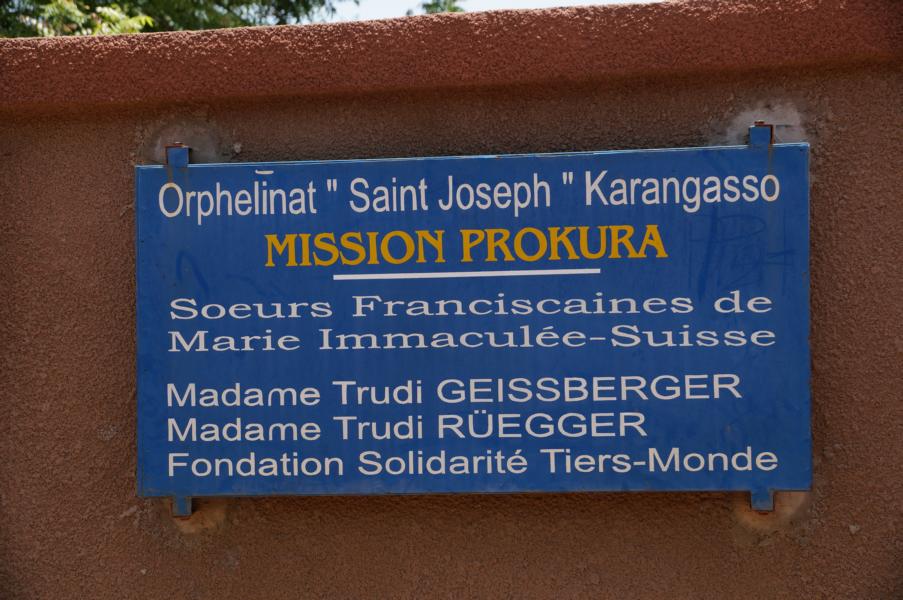 Orphelinat " Saint Joseph " Karangasso
MISSION PROKURA
Soeurs Franciscaines de
Marie Immaculée-Suisse
Madame Trudi GEISSBERGER
Madame Trudi RÜEGGER
Fondation Solidarité Tiers-Monde